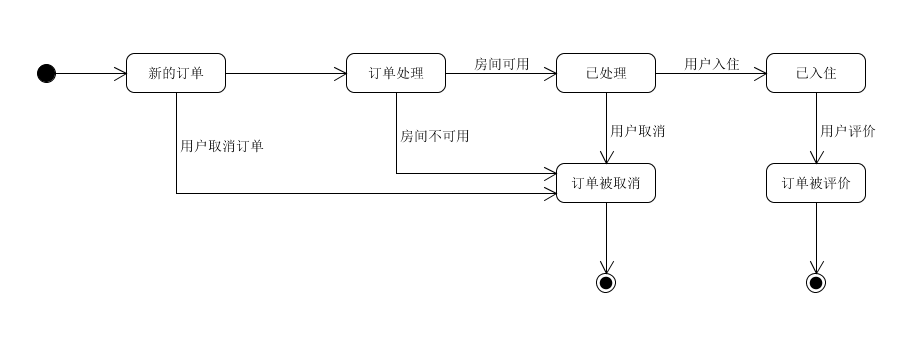 房间可用
用户入住
新的订单
订单处理
已处理
已入住
用户取消订单
房间不可用
用户取消
用户评价
订单被取消
订单被评价